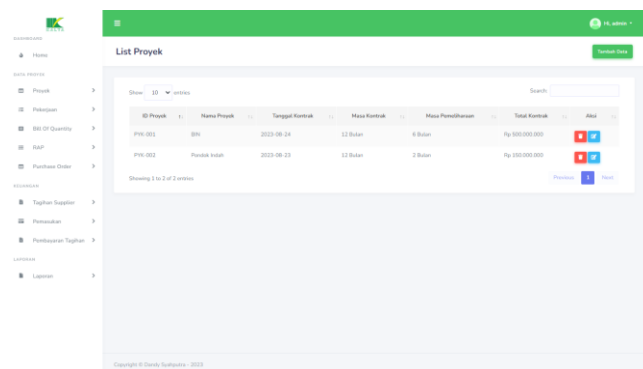 DASHBOARD
Home
DATA PROYEK
Proyek
Pekerjaan
Bill Of Quantity
RAP
Purchase Order
KEUANGAN
Tagihan Supplier
Pemasukan
Pembayaran Tagihan
LAPORAN
Laporan
Hi, admin
List Proyek
Tambah Data
Show 10 entries
Search:
ID Proyek Nama Proyek Tanggal Kontrak Masa Kontrak Masa Pemeliharaan Total Kontrak Aksi
PYK-001 BIN 2023-08-24 12 Bulan 6 Bulan Rp 500.000.000
PYK-002 Pondok Indah 2023-08-23 12 Bulan 2 Bulan Rp 150.000.000
Showing 1 to 2 of 2 entries
Previous 1 Next
Copyright © Dandy Syahputra - 2023